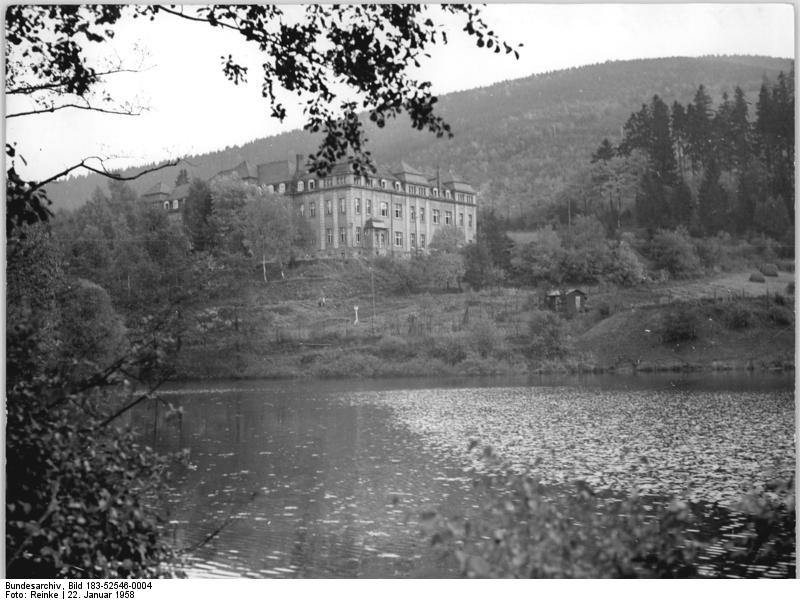 Bundesarchiv, Bild 183-52546-0004
Foto: Reinke | 22. Januar 1958